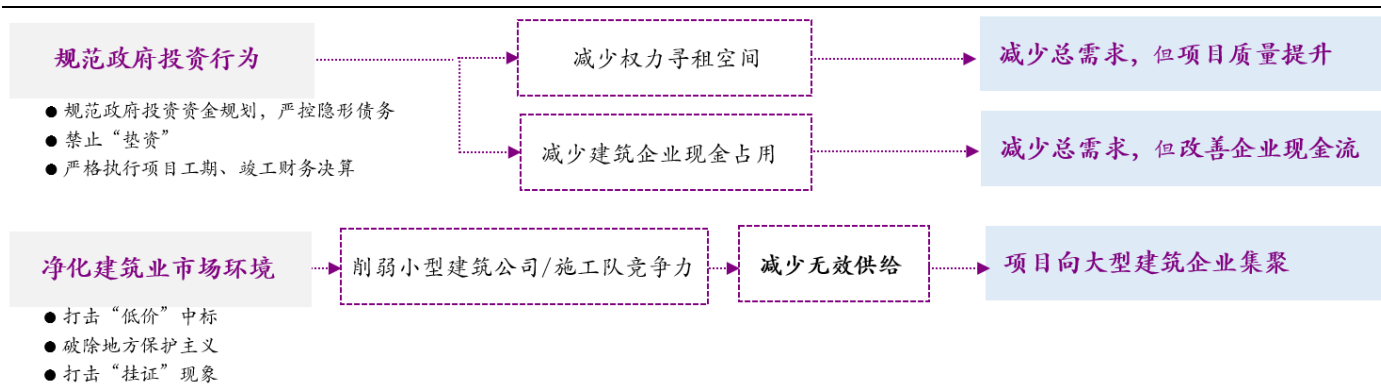 规范政府投资行为
● 规范政府投资资金规划，严控隐形债务
● 禁止“垫资”
● 严格执行项目工期、竣工财务决算
减少权力寻租空间
减少总需求，但项目质量提升
减少建筑企业现金占用
减少总需求，但改善企业现金流
净化建筑业市场环境
● 打击“低价”中标
● 破除地方保护主义
● 打击“挂证”现象
削弱小型建筑公司/施工队竞争力
减少无效供给
项目向大型建筑企业集聚